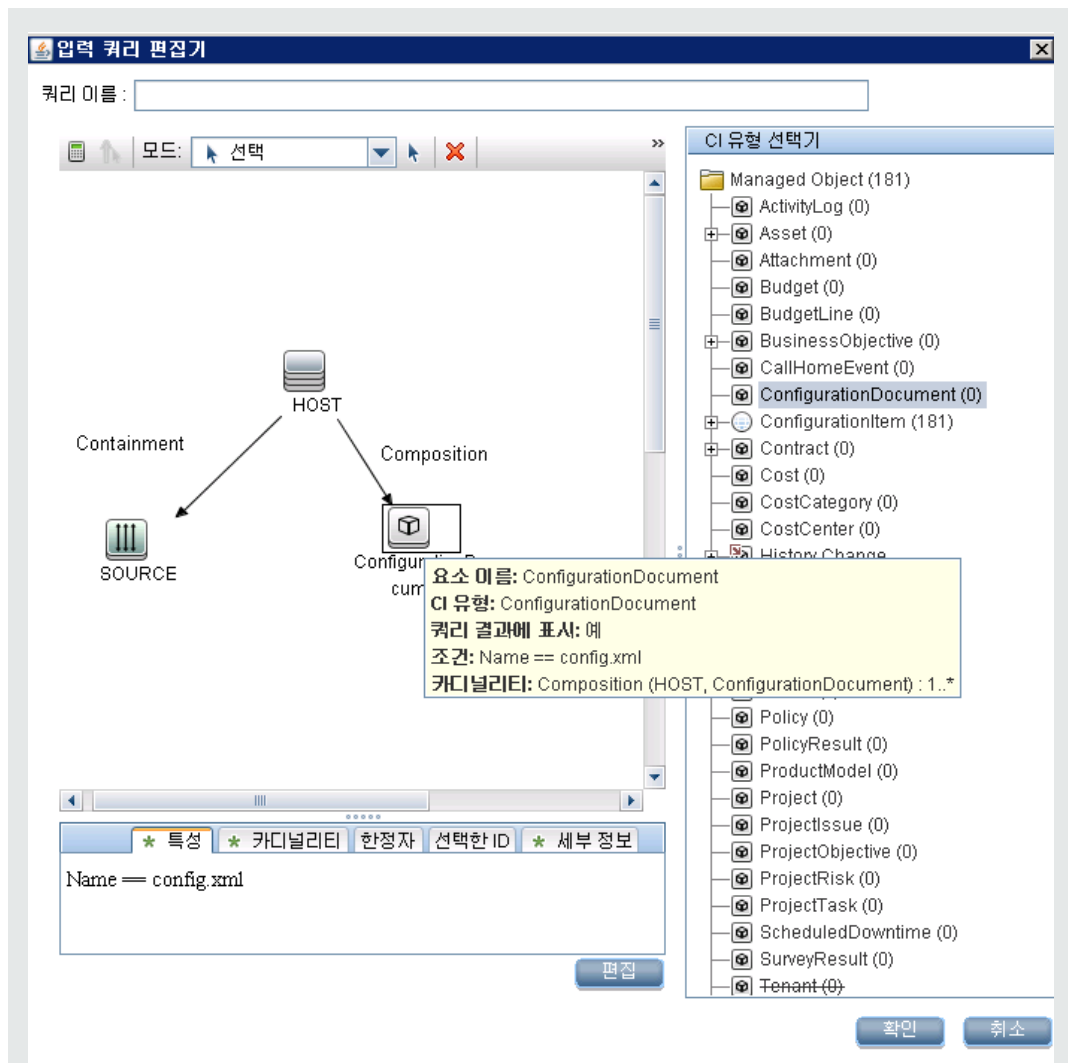 입력 쿼리 편집기
쿼리 이름 :
모드: 선택
»
HOST
Containment
Composition
SOURCE
요소 이름: ConfigurationDocument
CI 유형: ConfigurationDocument
쿼리 결과에 표시: 예
조건: Name == config.xml
카디널리티: Composition (HOST, ConfigurationDocument) : 1..*
* 특성
* 카디널리티
한정자
선택한 ID
* 세부 정보
Name == config.xml
편집
CI 유형 선택기
Managed Object (181)
ActivityLog (0)
Asset (0)
Attachment (0)
Budget (0)
BudgetLine (0)
BusinessObjective (0)
CallHomeEvent (0)
ConfigurationDocument (0)
ConfigurationItem (181)
Contract (0)
Cost (0)
CostCategory (0)
CostCenter (0)
History Change
Policy (0)
PolicyResult (0)
ProductModel (0)
Project (0)
ProjectIssue (0)
ProjectObjective (0)
ProjectRisk (0)
ProjectTask (0)
ScheduledDowntime (0)
SurveyResult (0)
Tenant (0)
확인
취소